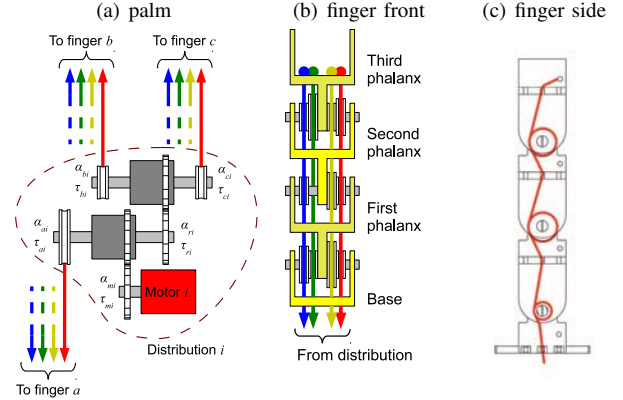 (a) palm
To finger b
To finger c
α_bi
τ_bi
α_ci
τ_ci
α_ai
τ_ai
α_ri
τ_ri
α_mi
τ_mi
Motor i
Distribution i
To finger a
(b) finger front
Third
phalanx
Second
phalanx
First
phalanx
Base
From distribution
(c) finger side